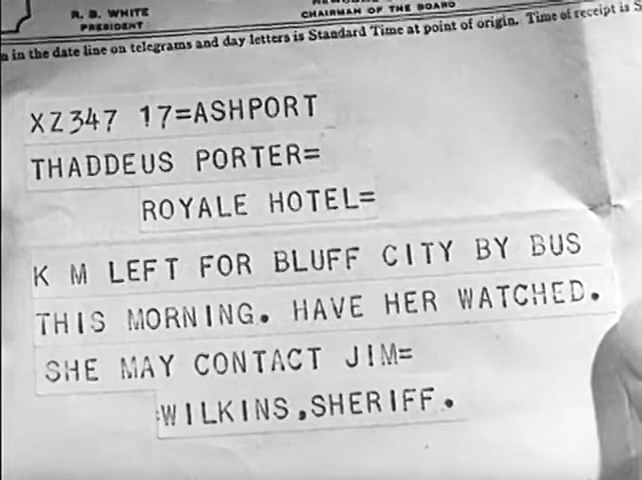 R. B. WHITE
PRESIDENT
CHAIRMAN OF THE BOARD
in the date line on telegrams and day letters is Standard Time at point of origin. Time of receipt is
XZ347 17=ASHPORT
THADDEUS PORTER=
ROYALE HOTEL=
K M LEFT FOR BLUFF CITY BY BUS
THIS MORNING. HAVE HER WATCHED.
SHE MAY CONTACT JIM=
=WILKINS,SHERIFF.